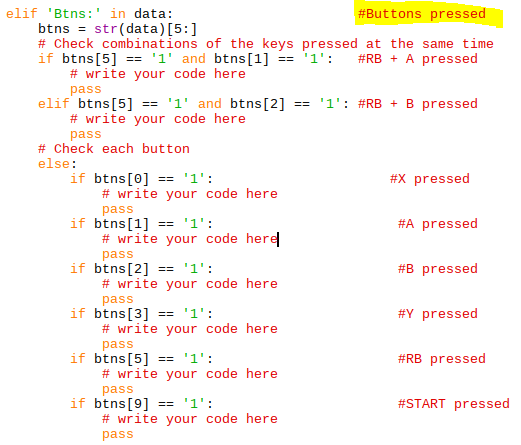 elif 'Btns:' in data: #Buttons pressed
btns = str(data)[5:]
# Check combinations of the keys pressed at the same time
if btns[5] == '1' and btns[1] == '1': #RB + A pressed
# write your code here
pass
elif btns[5] == '1' and btns[2] == '1': #RB + B pressed
# write your code here
pass
# Check each button
else:
if btns[0] == '1': #X pressed
# write your code here
pass
if btns[1] == '1': #A pressed
# write your code here
pass
if btns[2] == '1': #B pressed
# write your code here
pass
if btns[3] == '1': #Y pressed
# write your code here
pass
if btns[5] == '1': #RB pressed
# write your code here
pass
if btns[9] == '1': #START pressed
# write your code here
pass